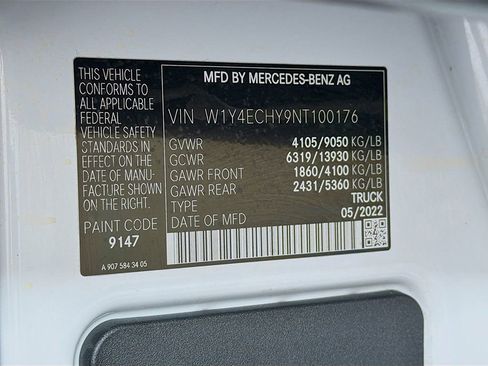 MFD BY MERCEDES-BENZ AG
THIS VEHICLE
CONFORMS TO
ALL APPLICABLE
FEDERAL
VEHICLE SAFETY
STANDARDS IN
EFFECT ON THE
DATE OF MANU-
FACTURE SHOWN
ON THE RIGHT.
PAINT CODE
9147
A 907 584 34 05
VIN W1Y4ECHY9NT100176
GVWR 4105/9050 KG/LB
GCWR 6319/13930 KG/LB
GAWR FRONT 1860/4100 KG/LB
GAWR REAR 2431/5360 KG/LB
TYPE TRUCK
DATE OF MFD 05/2022